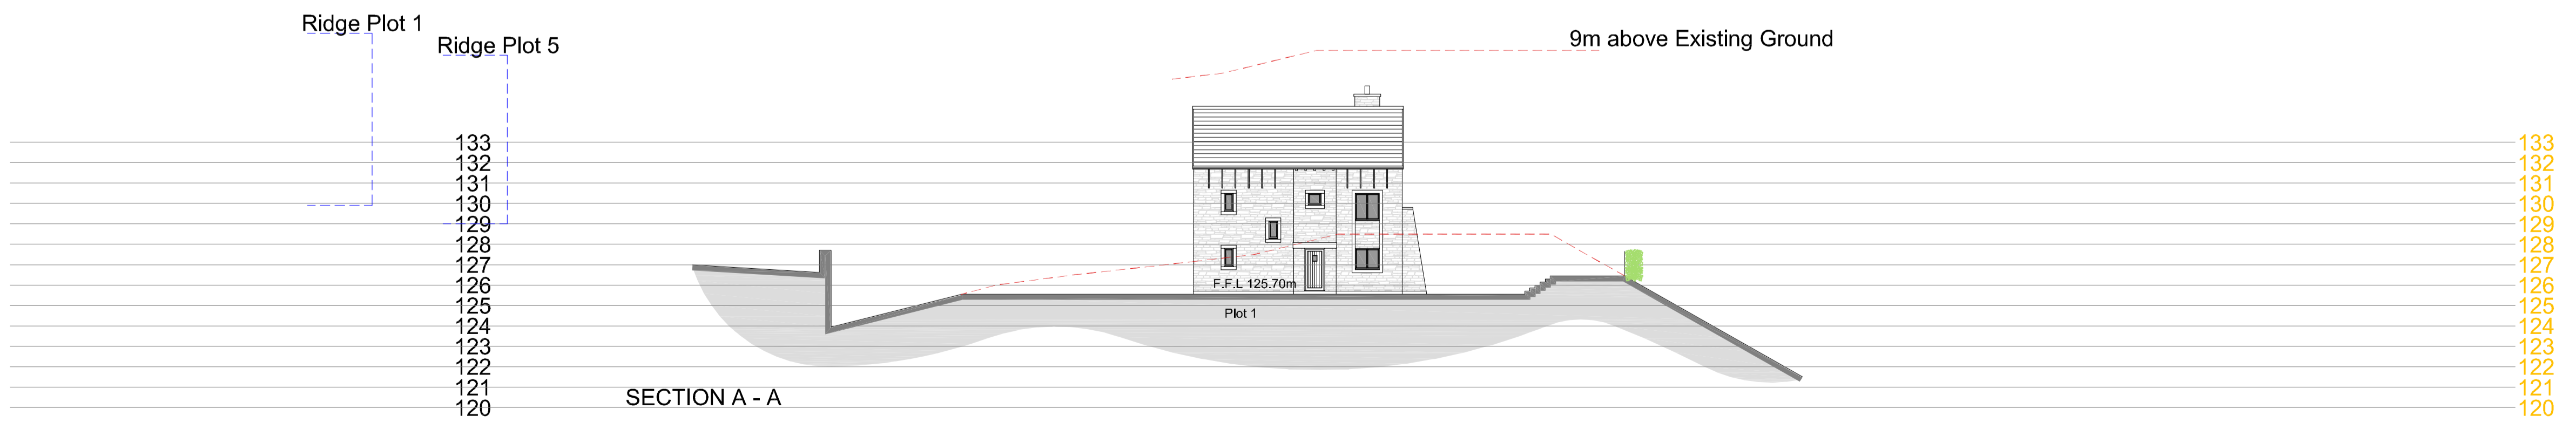 Ridge Plot 1
Ridge Plot 5
9m above Existing Ground
133 133
132 132
131 131
130 130
129 129
128 128
127 127
126 126
F.F.L 125.70m
125 125
Plot 1
124 124
123 123
122 122
121 121
SECTION A - A
120 120